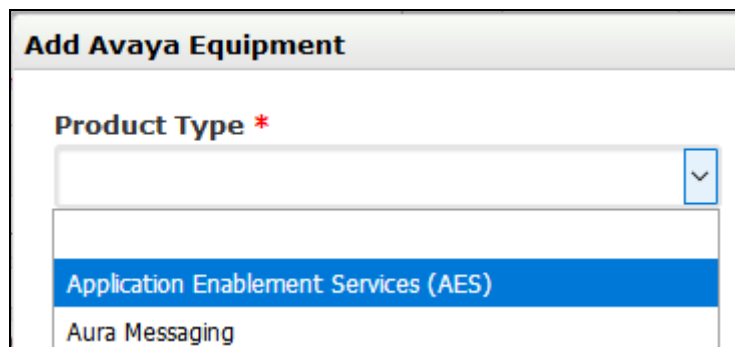 Add Avaya Equipment
Product Type *
Application Enablement Services (AES)
Aura Messaging